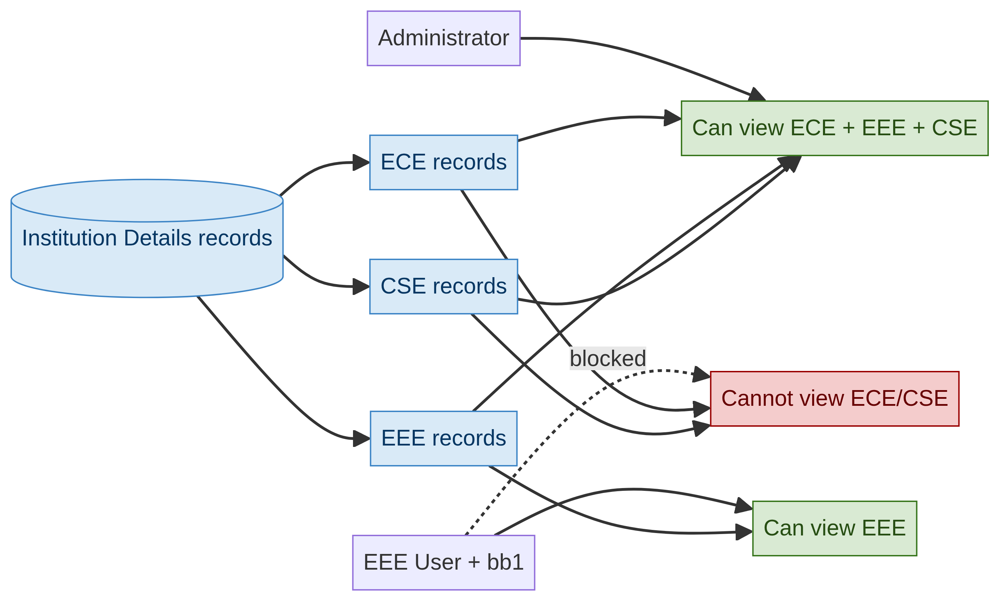 Administrator
Can view ECE + EEE + CSE
ECE records
Institution Details records
CSE records
blocked
Cannot view ECE/CSE
EEE records
Can view EEE
EEE User + bb1